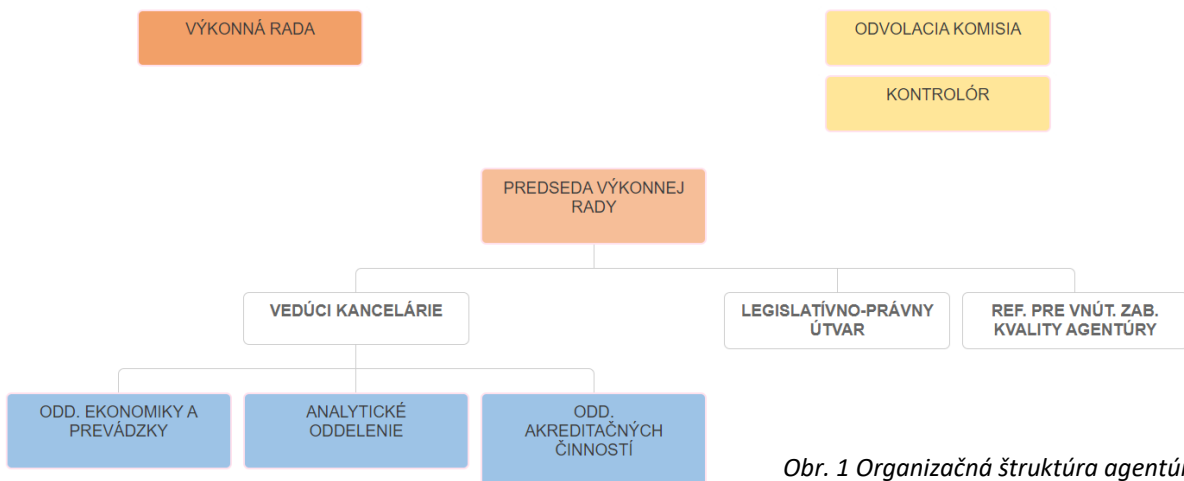 VÝKONNÁ RADA
ODVOLACIA KOMISIA
KONTROLÓR
PREDSEDA VÝKONNEJ
RADY
VEDÚCI KANCELÁRIE
LEGISLATÍVNO-PRÁVNY
ÚTVAR
REF. PRE VNÚT. ZAB.
KVALITY AGENTÚRY
ODD. EKONOMIKY A
PREVÁDZKY
ANALYTICKÉ
ODDELENIE
ODD.
AKREDITAČNÝCH
ČINNOSTÍ
Obr. 1 Organizačná štruktúra